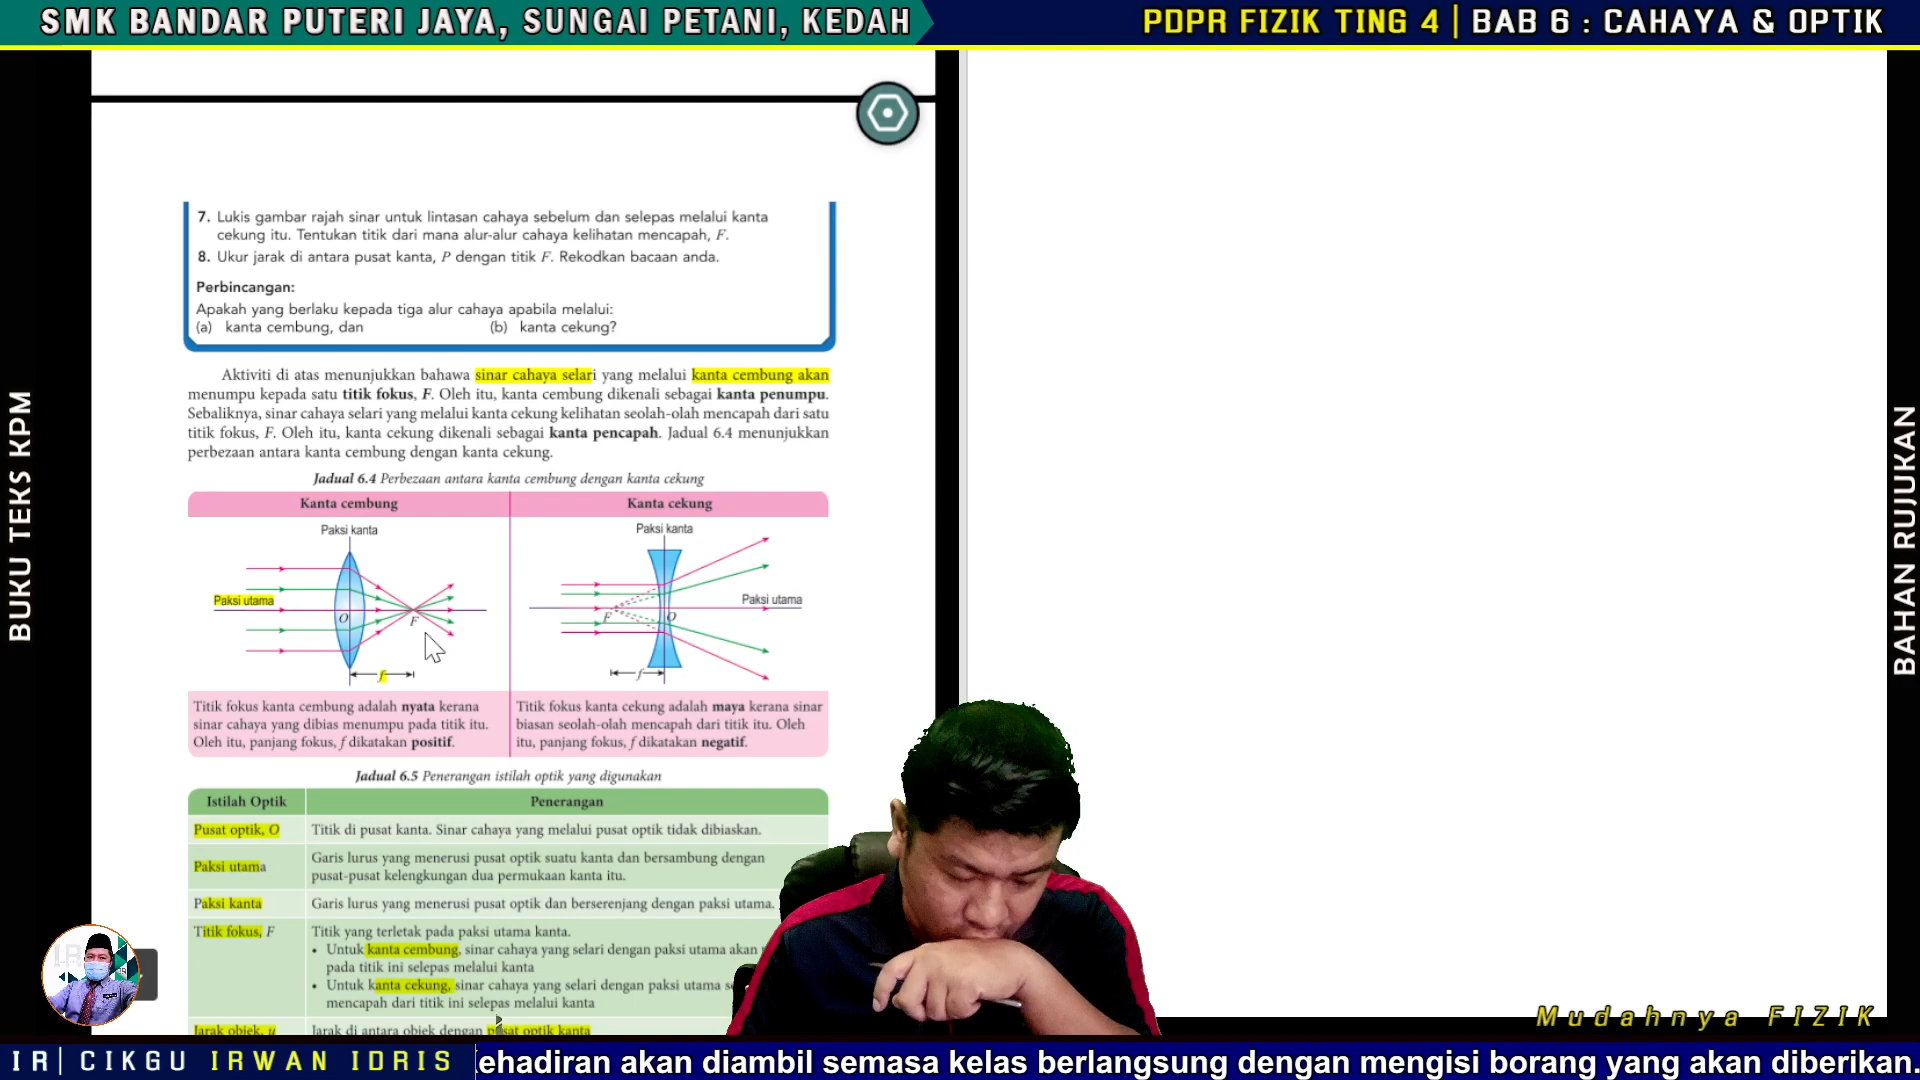 SMK BANDAR PUTERI JAYA, SUNGAI PETANI, KEDAH
PDPR FIZIK TING 4 | BAB 6 : CAHAYA & OPTIK
BUKU TEKS KPM
BAHAN RUJUKAN
7. Lukis gambar rajah sinar untuk lintasan cahaya sebelum dan selepas melalui kanta
cekung itu. Tentukan titik dari mana alur-alur cahaya kelihatan mencapah, F.
8. Ukur jarak di antara pusat kanta, P dengan titik F. Rekodkan bacaan anda.
Perbincangan:
Apakah yang berlaku kepada tiga alur cahaya apabila melalui:
(a) kanta cembung, dan (b) kanta cekung?
Aktiviti di atas menunjukkan bahawa sinar cahaya selari yang melalui kanta cembung akan
menumpu kepada satu titik fokus, F. Oleh itu, kanta cembung dikenali sebagai kanta penumpu.
Sebaliknya, sinar cahaya selari yang melalui kanta cekung kelihatan seolah-olah mencapah dari satu
titik fokus, F. Oleh itu, kanta cekung dikenali sebagai kanta pencapah. Jadual 6.4 menunjukkan
perbezaan antara kanta cembung dengan kanta cekung.
Jadual 6.4 Perbezaan antara kanta cembung dengan kanta cekung
Kanta cembung Kanta cekung
Paksi kanta Paksi kanta
Paksi utama Paksi utama
O F F O
f f
Titik fokus kanta cembung adalah nyata kerana
sinar cahaya yang dibias menumpu pada titik itu.
Oleh itu, panjang fokus, f dikatakan positif.
Titik fokus kanta cekung adalah maya kerana sinar
biasan seolah-olah mencapah dari titik itu. Oleh
itu, panjang fokus, f dikatakan negatif.
Jadual 6.5 Penerangan istilah optik yang digunakan
Istilah Optik Penerangan
Pusat optik, O Titik di pusat kanta. Sinar cahaya yang melalui pusat optik tidak dibiaskan.
Paksi utama Garis lurus yang menerusi pusat optik suatu kanta dan bersambung dengan
pusat-pusat kelengkungan dua permukaan kanta itu.
Paksi kanta Garis lurus yang menerusi pusat optik dan berserenjang dengan paksi utama.
Titik fokus, F Titik yang terletak pada paksi utama kanta.
• Untuk kanta cembung, sinar cahaya yang selari dengan paksi utama akan
pada titik ini selepas melalui kanta
• Untuk kanta cekung, sinar cahaya yang selari dengan paksi utama
mencapah dari titik ini selepas melalui kanta
Jarak objek, u Jarak di antara objek dengan pusat optik kanta
Mudahnya FIZIK
IR| CIKGU IRWAN IDRIS
ehadiran akan diambil semasa kelas berlangsung dengan mengisi borang yang akan diberikan.